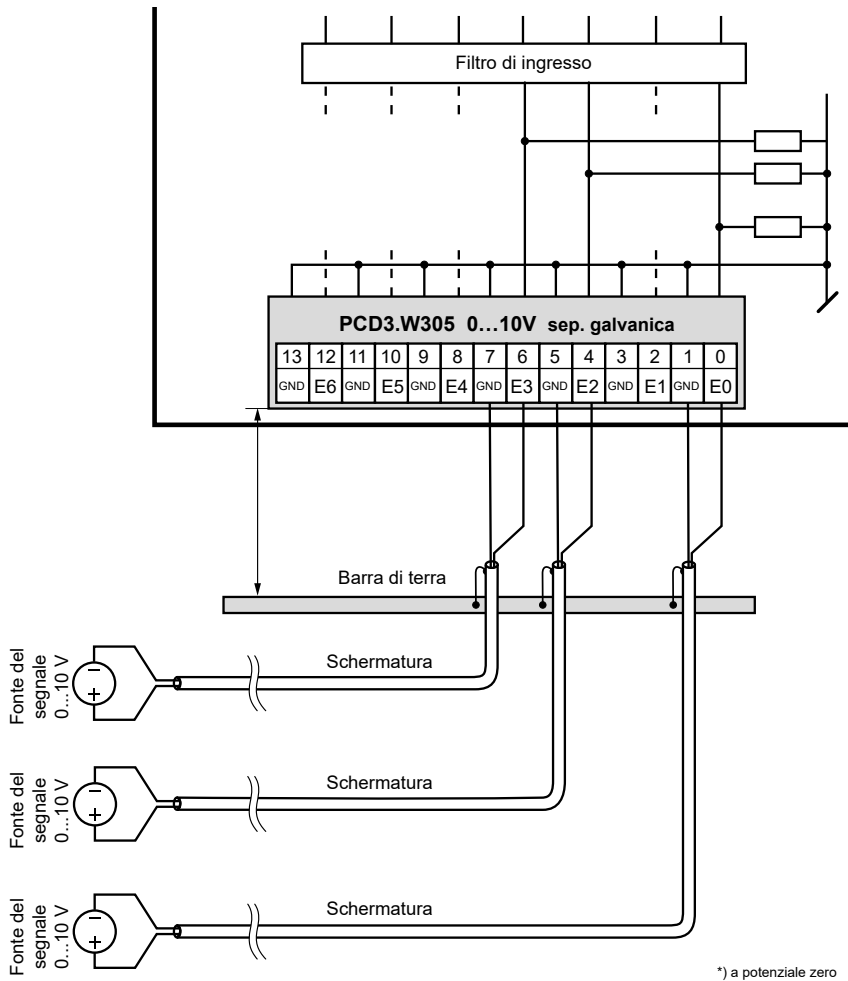 Filtro di ingresso
PCD3.W305 0…10V sep. galvanica
13 12 11 10 9 8 7 6 5 4 3 2 1 0
GND E6 GND E5 GND E4 GND E3 GND E2 GND E1 GND E0
Barra di terra
Fonte del
segnale
0...10 V
– +
Schermatura
Fonte del
segnale
0...10 V
– +
Schermatura
Fonte del
segnale
0...10 V
– +
Schermatura
*) a potenziale zero